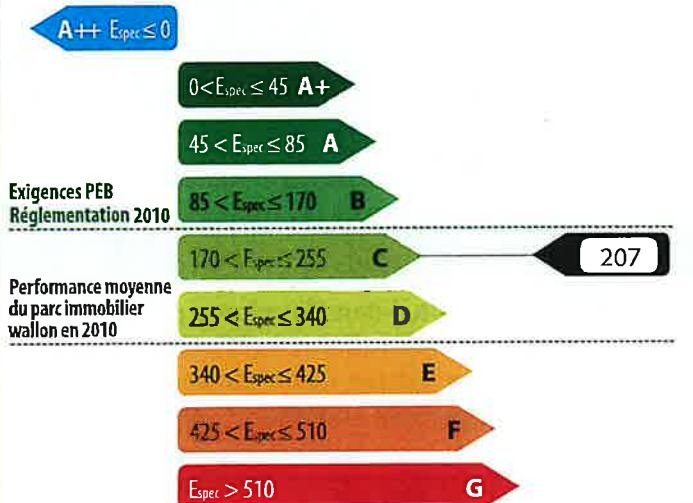 A++ Espec ≤ 0
0 < Espec ≤ 45 A+
45 < Espec ≤ 85 A
Exigences PEB
Réglementation 2010
85 < Espec ≤ 170 B
170 < Espec ≤ 255 C
207
Performance moyenne
du parc immobilier
wallon en 2010
255 < Espec ≤ 340 D
340 < Espec ≤ 425 E
425 < Espec ≤ 510 F
Espec > 510 G